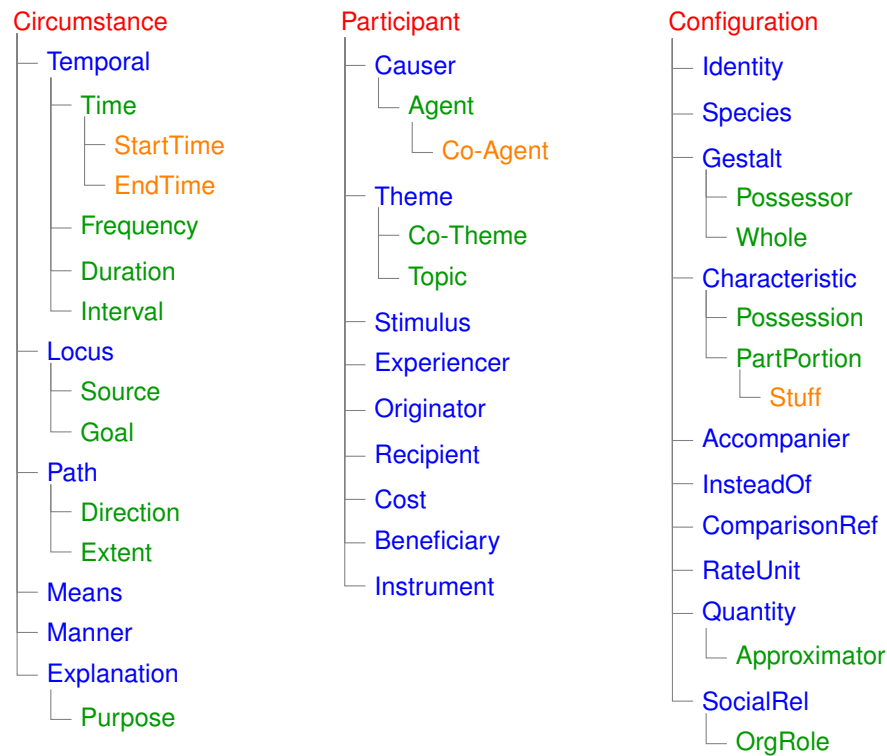 Circumstance
Temporal
Time
StartTime
EndTime
Frequency
Duration
Interval
Locus
Source
Goal
Path
Direction
Extent
Means
Manner
Explanation
Purpose
Participant
Causer
Agent
Co-Agent
Theme
Co-Theme
Topic
Stimulus
Experiencer
Originator
Recipient
Cost
Beneficiary
Instrument
Configuration
Identity
Species
Gestalt
Possessor
Whole
Characteristic
Possession
PartPortion
Stuff
Accompanier
InsteadOf
ComparisonRef
RateUnit
Quantity
Approximator
SocialRel
OrgRole